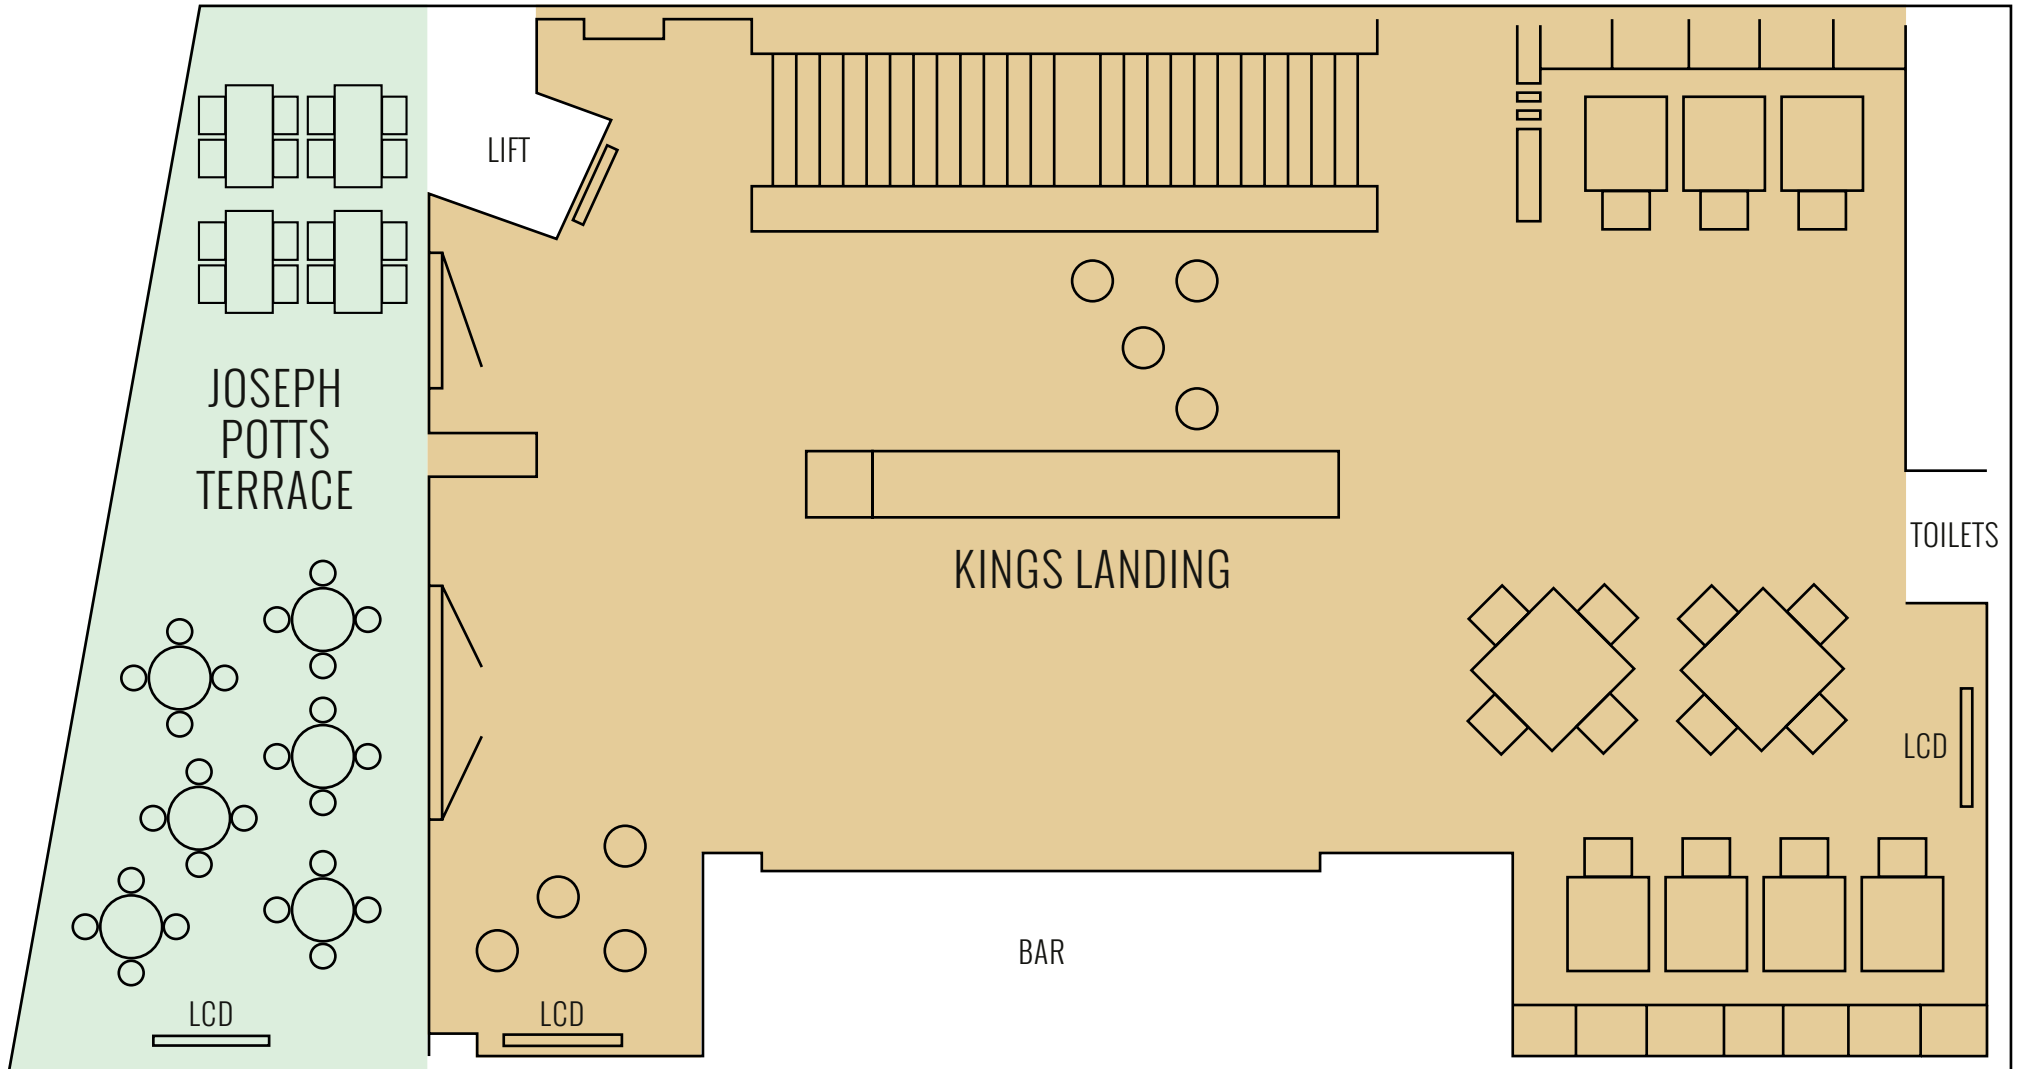 LIFT
JOSEPH
POTTS
TERRACE
KINGS LANDING
TOILETS
LCD
BAR
LCD
LCD